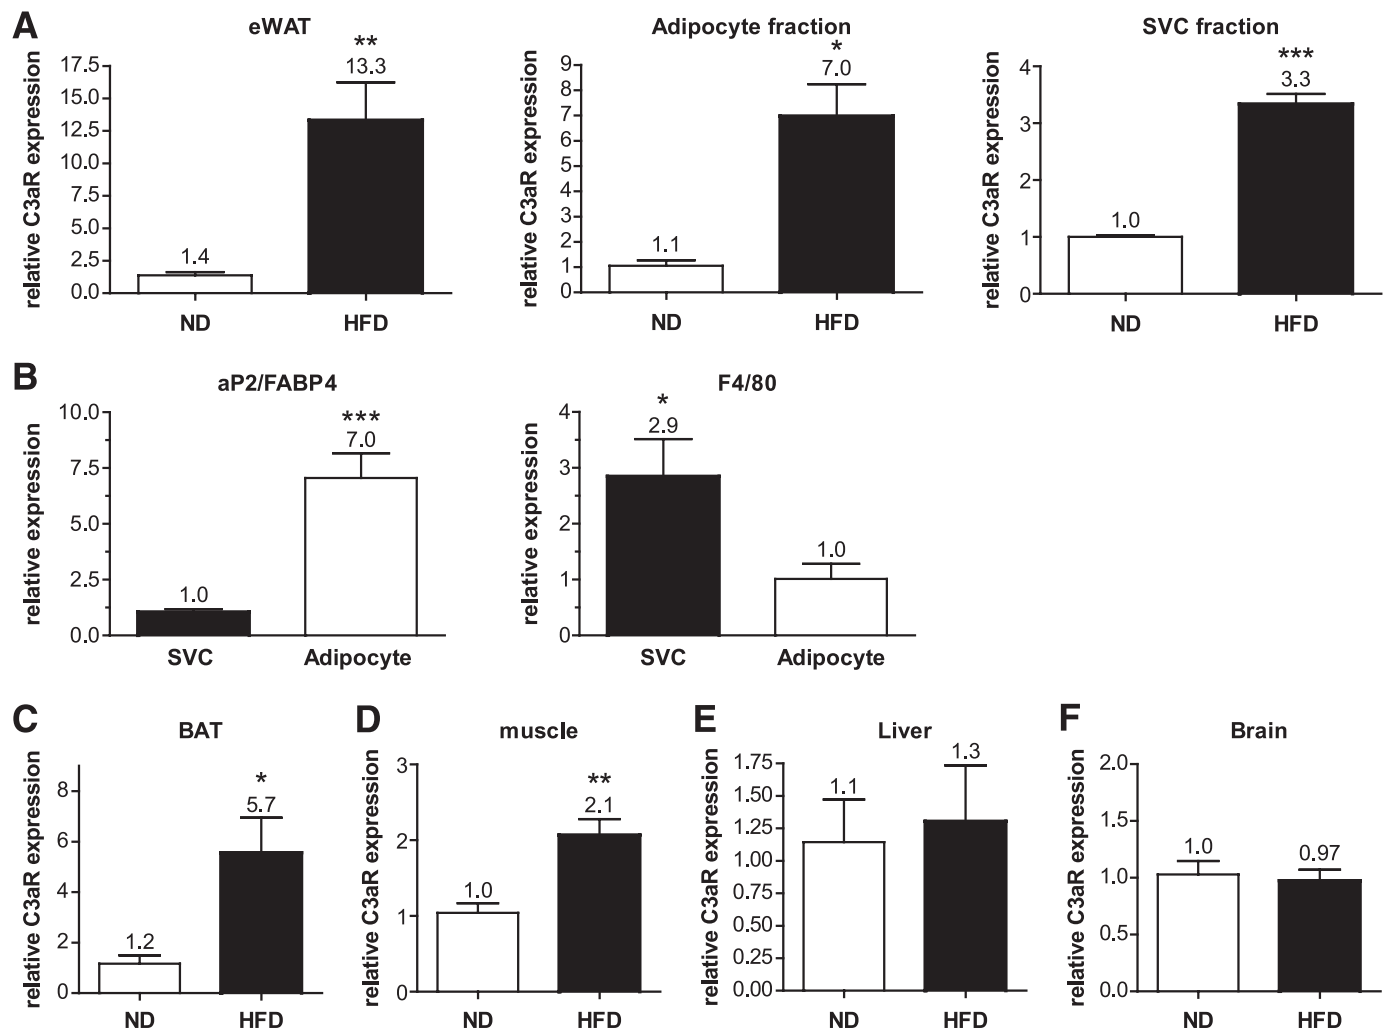 A
eWAT
relative C3aR expression
17.5
15.0
12.5
10.0
7.5
5.0
2.5
0.0
**
13.3
1.4
ND HFD
Adipocyte fraction
relative C3aR expression
9
8
7
6
5
4
3
2
1
0
*
7.0
1.1
ND HFD
SVC fraction
relative C3aR expression
4
3
2
1
0
***
3.3
1.0
ND HFD
B
aP2/FABP4
relative expression
10.0
7.5
5.0
2.5
0.0
***
7.0
1.0
SVC Adipocyte
F4/80
relative expression
4
3
2
1
0
*
2.9
1.0
SVC Adipocyte
C
BAT
relative C3aR expression
8
6
4
2
0
*
5.7
1.2
ND HFD
D
muscle
relative C3aR expression
3
2
1
0
**
2.1
1.0
ND HFD
E
Liver
relative C3aR expression
1.75
1.50
1.25
1.00
0.75
0.50
0.25
0.00
1.1
1.3
ND HFD
F
Brain
relative C3aR expression
2.0
1.5
1.0
0.5
0.0
1.0
0.97
ND HFD